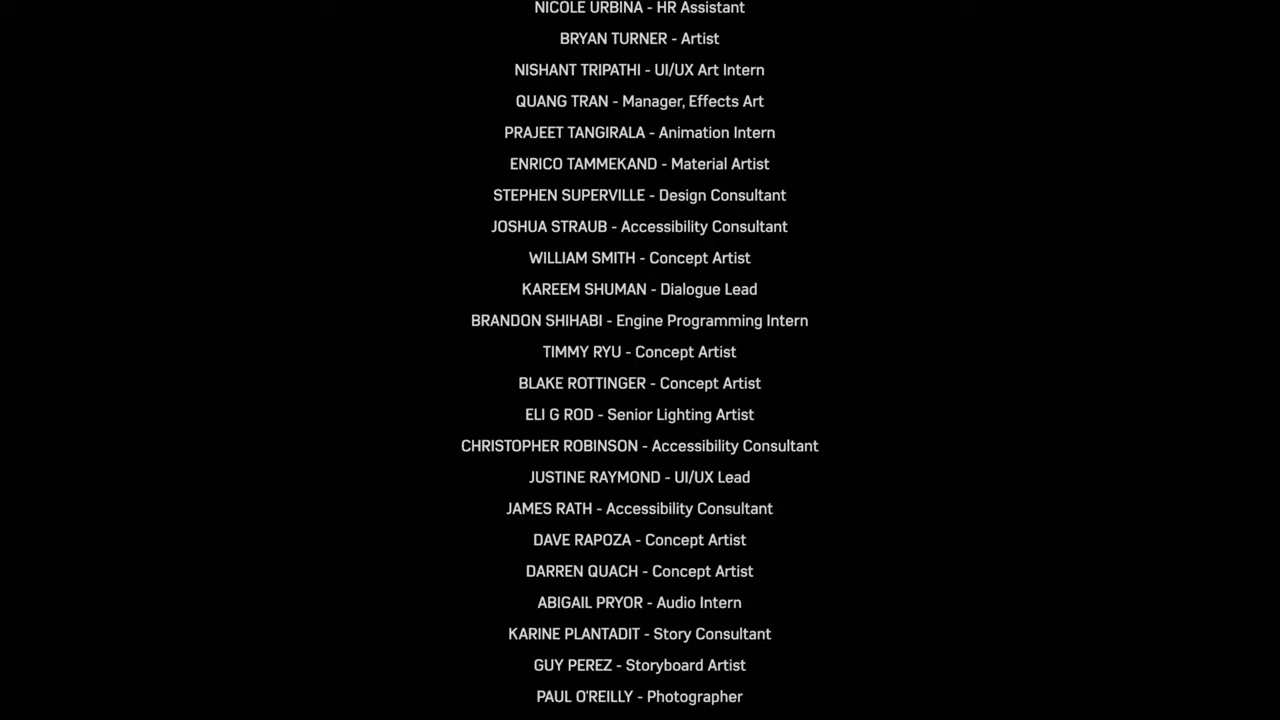 NICOLE URBINA - HR Assistant
BRYAN TURNER - Artist
NISHANT TRIPATHI - UI/UX Art Intern
QUANG TRAN - Manager, Effects Art
PRAJEET TANGIRALA - Animation Intern
ENRICO TAMMEKAND - Material Artist
STEPHEN SUPERVILLE - Design Consultant
JOSHUA STRAUB - Accessibility Consultant
WILLIAM SMITH - Concept Artist
KAREEM SHUMAN - Dialogue Lead
BRANDON SHIHABI - Engine Programming Intern
TIMMY RYU - Concept Artist
BLAKE ROTTINGER - Concept Artist
ELI G ROD - Senior Lighting Artist
CHRISTOPHER ROBINSON - Accessibility Consultant
JUSTINE RAYMOND - UI/UX Lead
JAMES RATH - Accessibility Consultant
DAVE RAPOZA - Concept Artist
DARREN QUACH - Concept Artist
ABIGAIL PRYOR - Audio Intern
KARINE PLANTADIT - Story Consultant
GUY PEREZ - Storyboard Artist
PAUL O'REILLY - Photographer